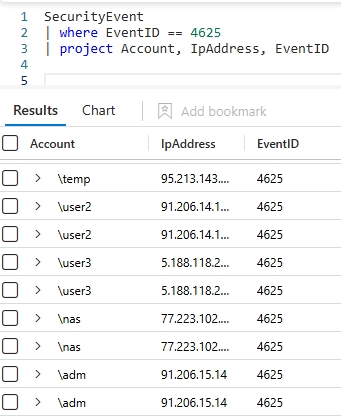 1 SecurityEvent
2 | where EventID == 4625
3 | project Account, IpAddress, EventID
4
5
Results Chart Add bookmark
Account IpAddress EventID
\temp 95.213.143.... 4625
\user2 91.206.14.1... 4625
\user2 91.206.14.1... 4625
\user3 5.188.118.2... 4625
\user3 5.188.118.2... 4625
\nas 77.223.102.... 4625
\nas 77.223.102.... 4625
\adm 91.206.15.14 4625
\adm 91.206.15.14 4625